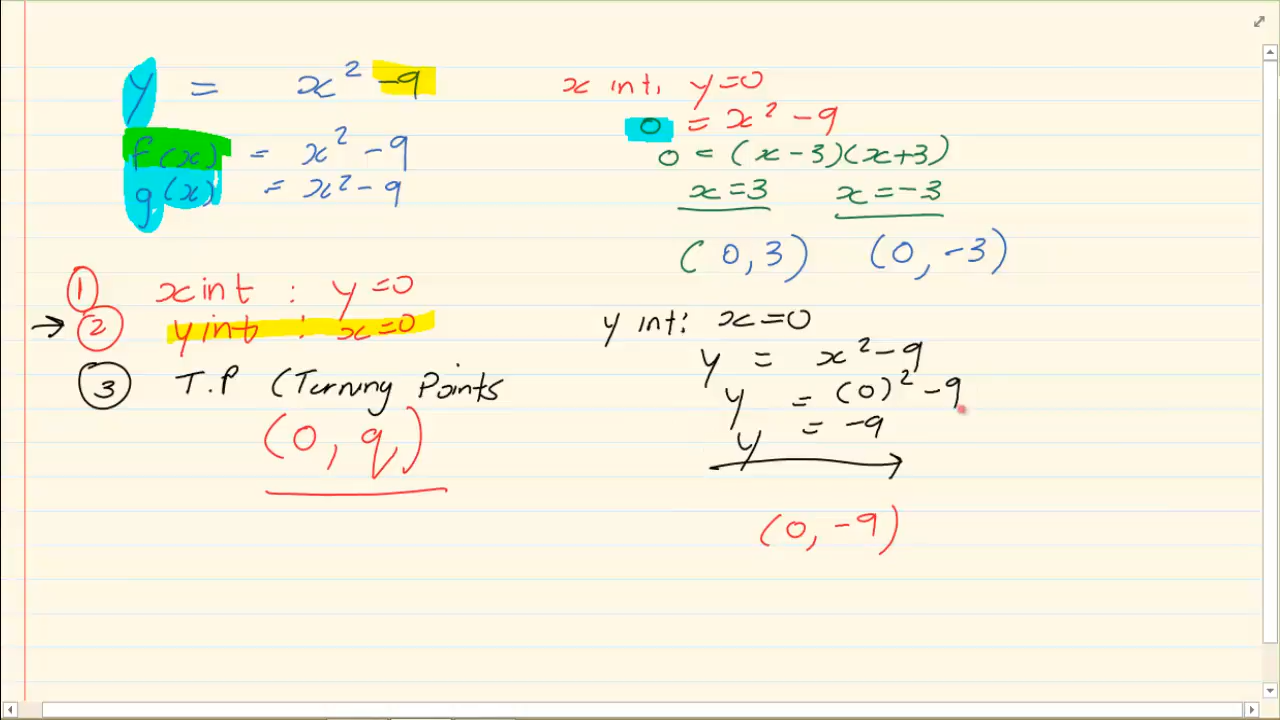 y = x² -9
f(x) = x² -9
g(x) = x² -9
① x int : y =0
② y int : x =0
③ T.P (Turning Points
(0, q)
x int, y=0
0 = x² -9
0 = (x-3)(x+3)
x=3 x=-3
(0,3) (0,-3)
y int: x=0
y = x² -9
y = (0)² -9
y = -9
(0, -9)